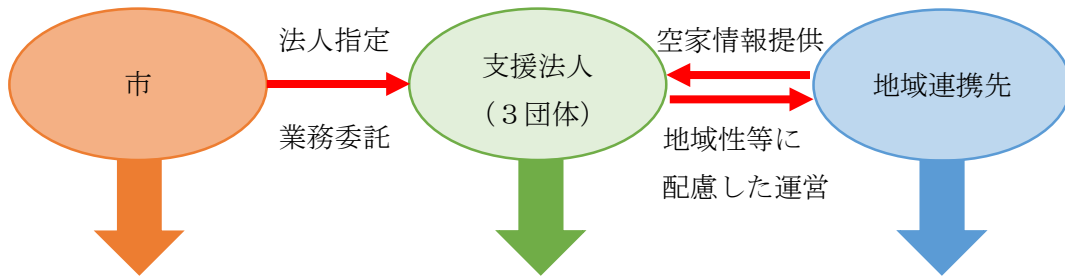 市
法人指定
業務委託
支援法人
（３団体）
空家情報提供
地域性等に
配慮した運営
地域連携先